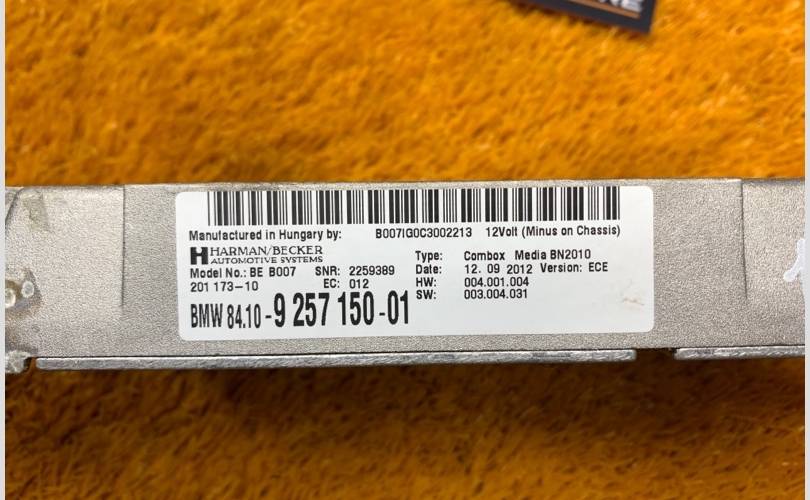 RE
Manufactured in Hungary by: B007IG0C3002213 12Volt (Minus on Chassis)
HARMAN/BECKER
AUTOMOTIVE SYSTEMS
Model No.: BE B007 SNR: 2259389
201 173-10 EC: 012
Type: Combox Media BN2010
Date: 12. 09 2012 Version: ECE
HW: 004.001.004
SW: 003.004.031
BMW 84.10-9 257 150-01